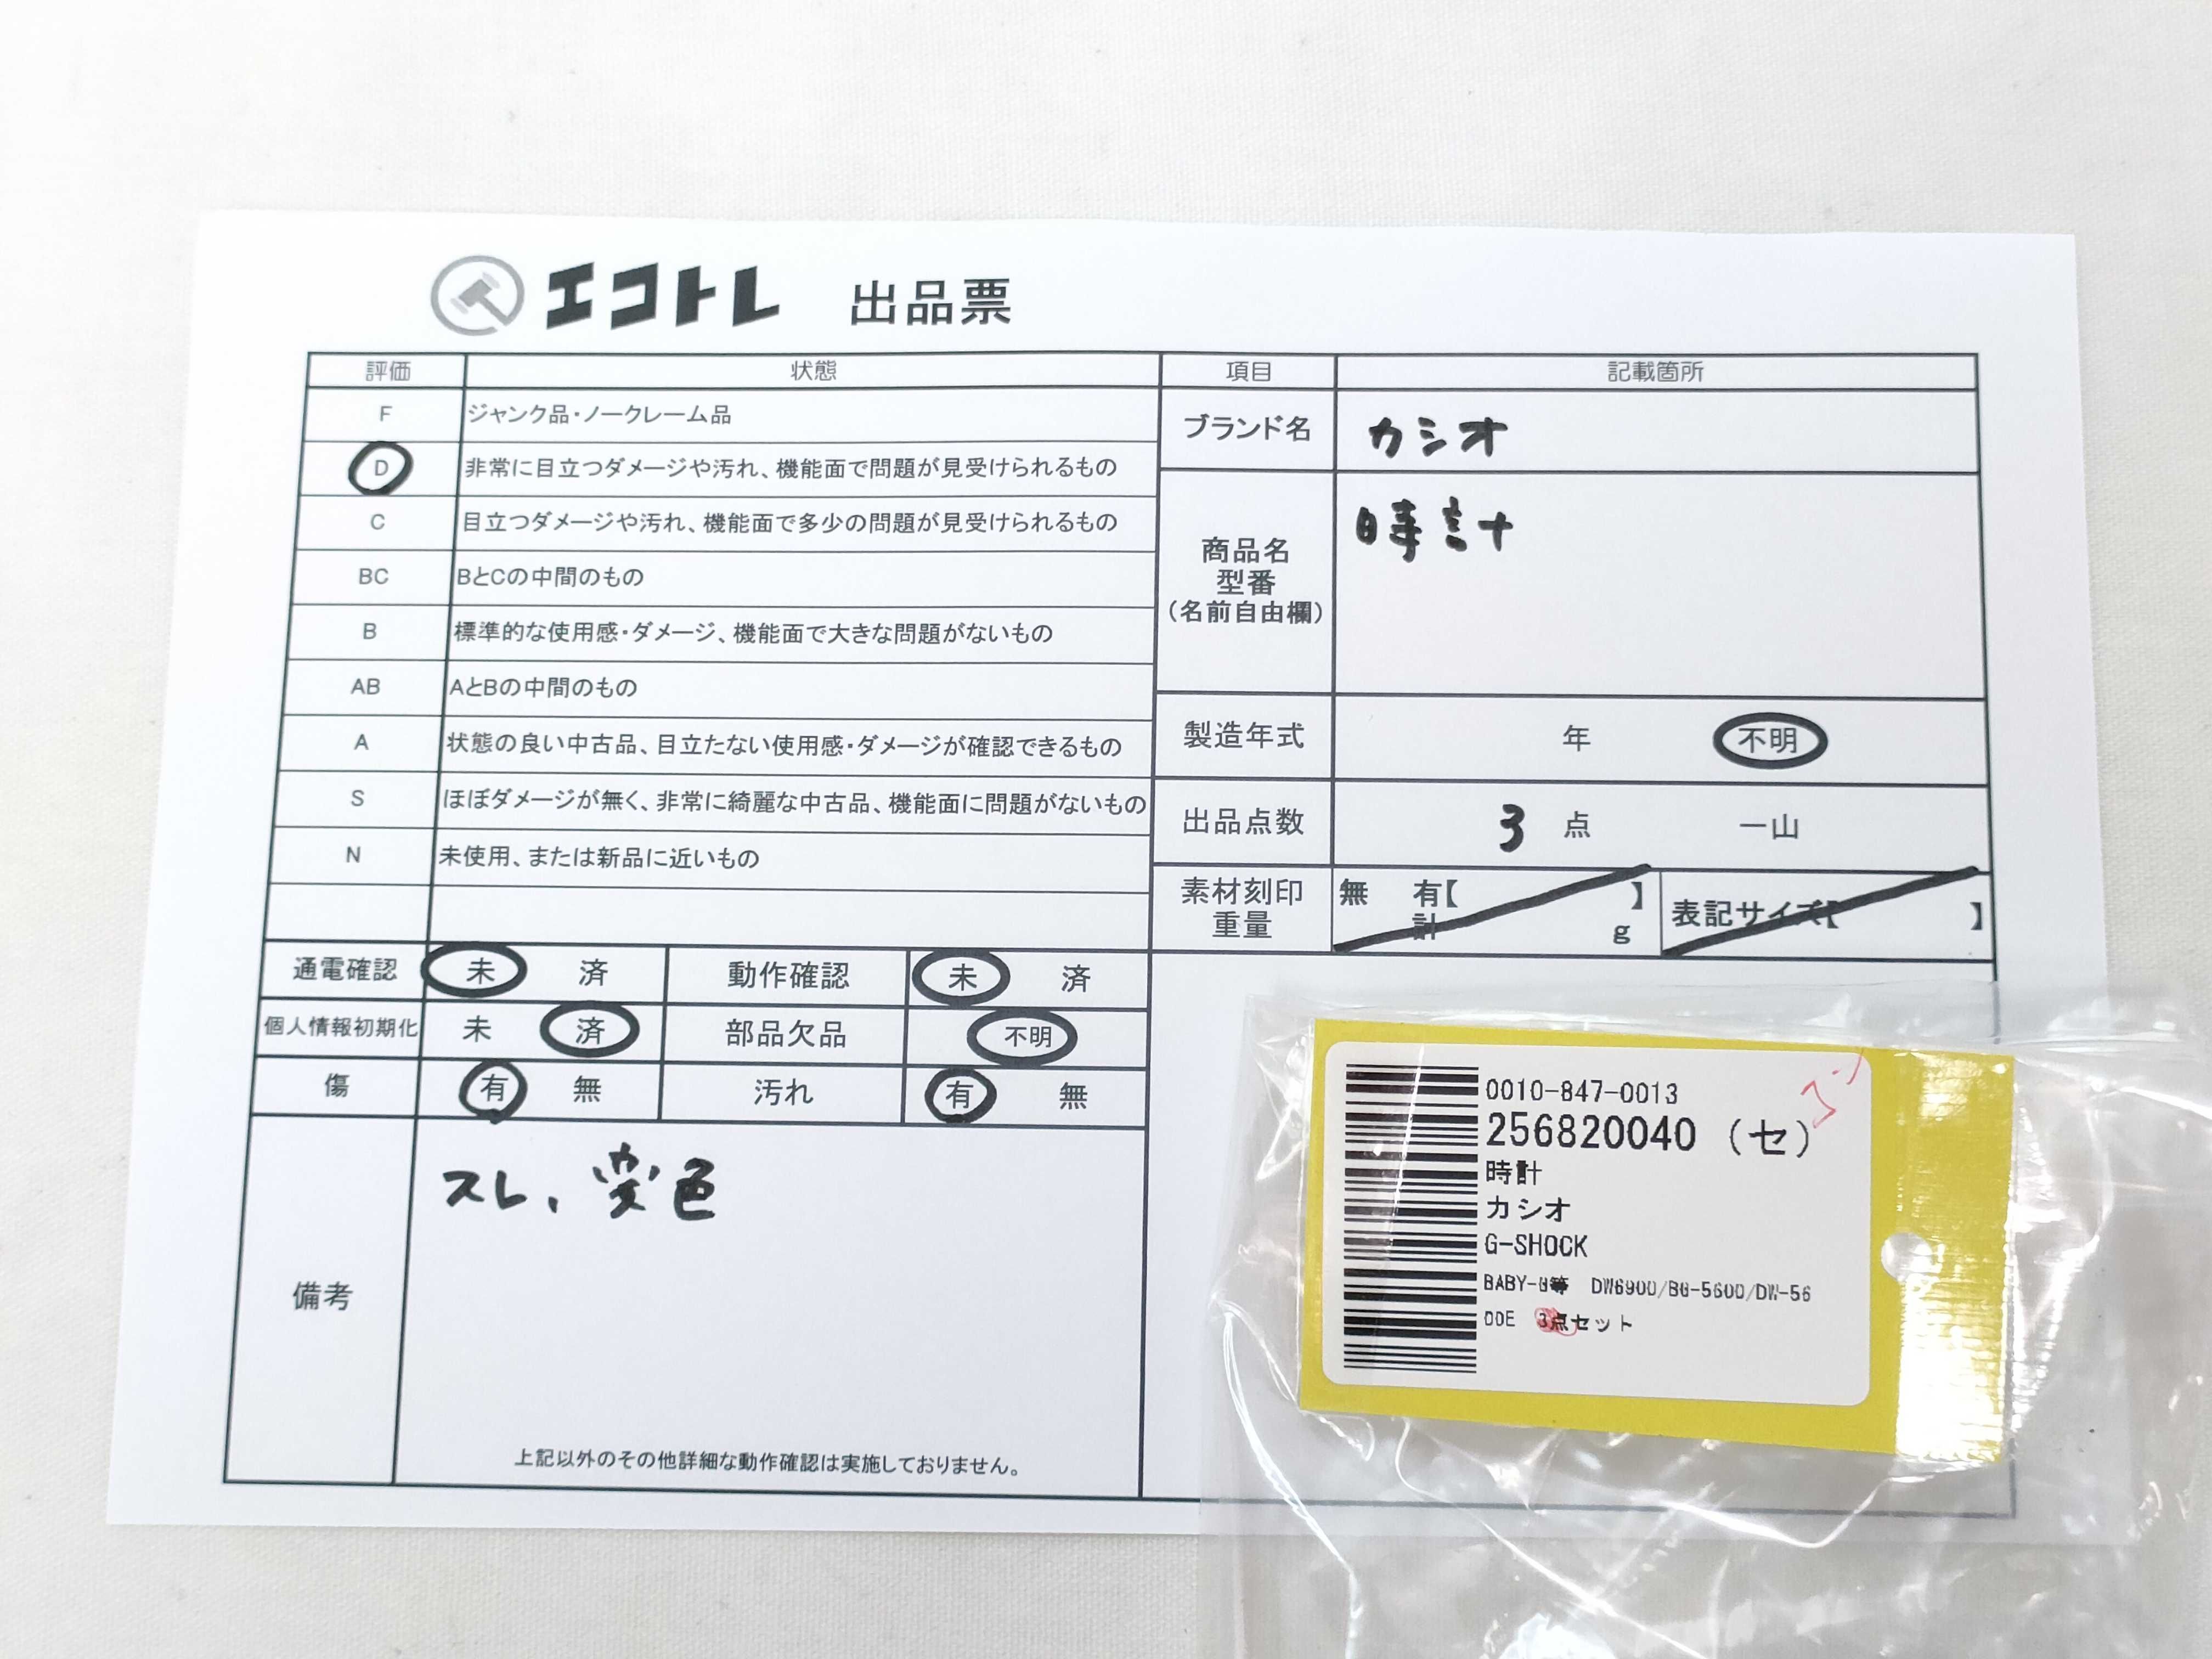 エコトレ 出品票
評価 状態
F ジャンク品・ノークレーム品
D 非常に目立つダメージや汚れ、機能面で問題が見受けられるもの
C 目立つダメージや汚れ、機能面で多少の問題が見受けられるもの
BC BとCの中間のもの
B 標準的な使用感・ダメージ、機能面で大きな問題がないもの
AB AとBの中間のもの
A 状態の良い中古品、目立たない使用感・ダメージが確認できるもの
S ほぼダメージが無く、非常に綺麗な中古品、機能面に問題がないもの
N 未使用、または新品に近いもの
項目 記載箇所
ブランド名 カシオ
商品名
型番
(名前自由欄)
時計
製造年式 年 不明
出品点数 3 点 一山
素材刻印
重量
無 有【 】
計 g
表記サイズ【 】
通電確認 未 済 動作確認 未 済
個人情報初期化 未 済 部品欠品 不明
傷 有 無 汚れ 有 無
備考
スレ、変色
上記以外のその他詳細な動作確認は実施しておりません。
0010-847-0013
256820040 (セ)
時計
カシオ
G-SHOCK
BABY-G等 DW6900/BG-5600/DW-56
00E 3点セット